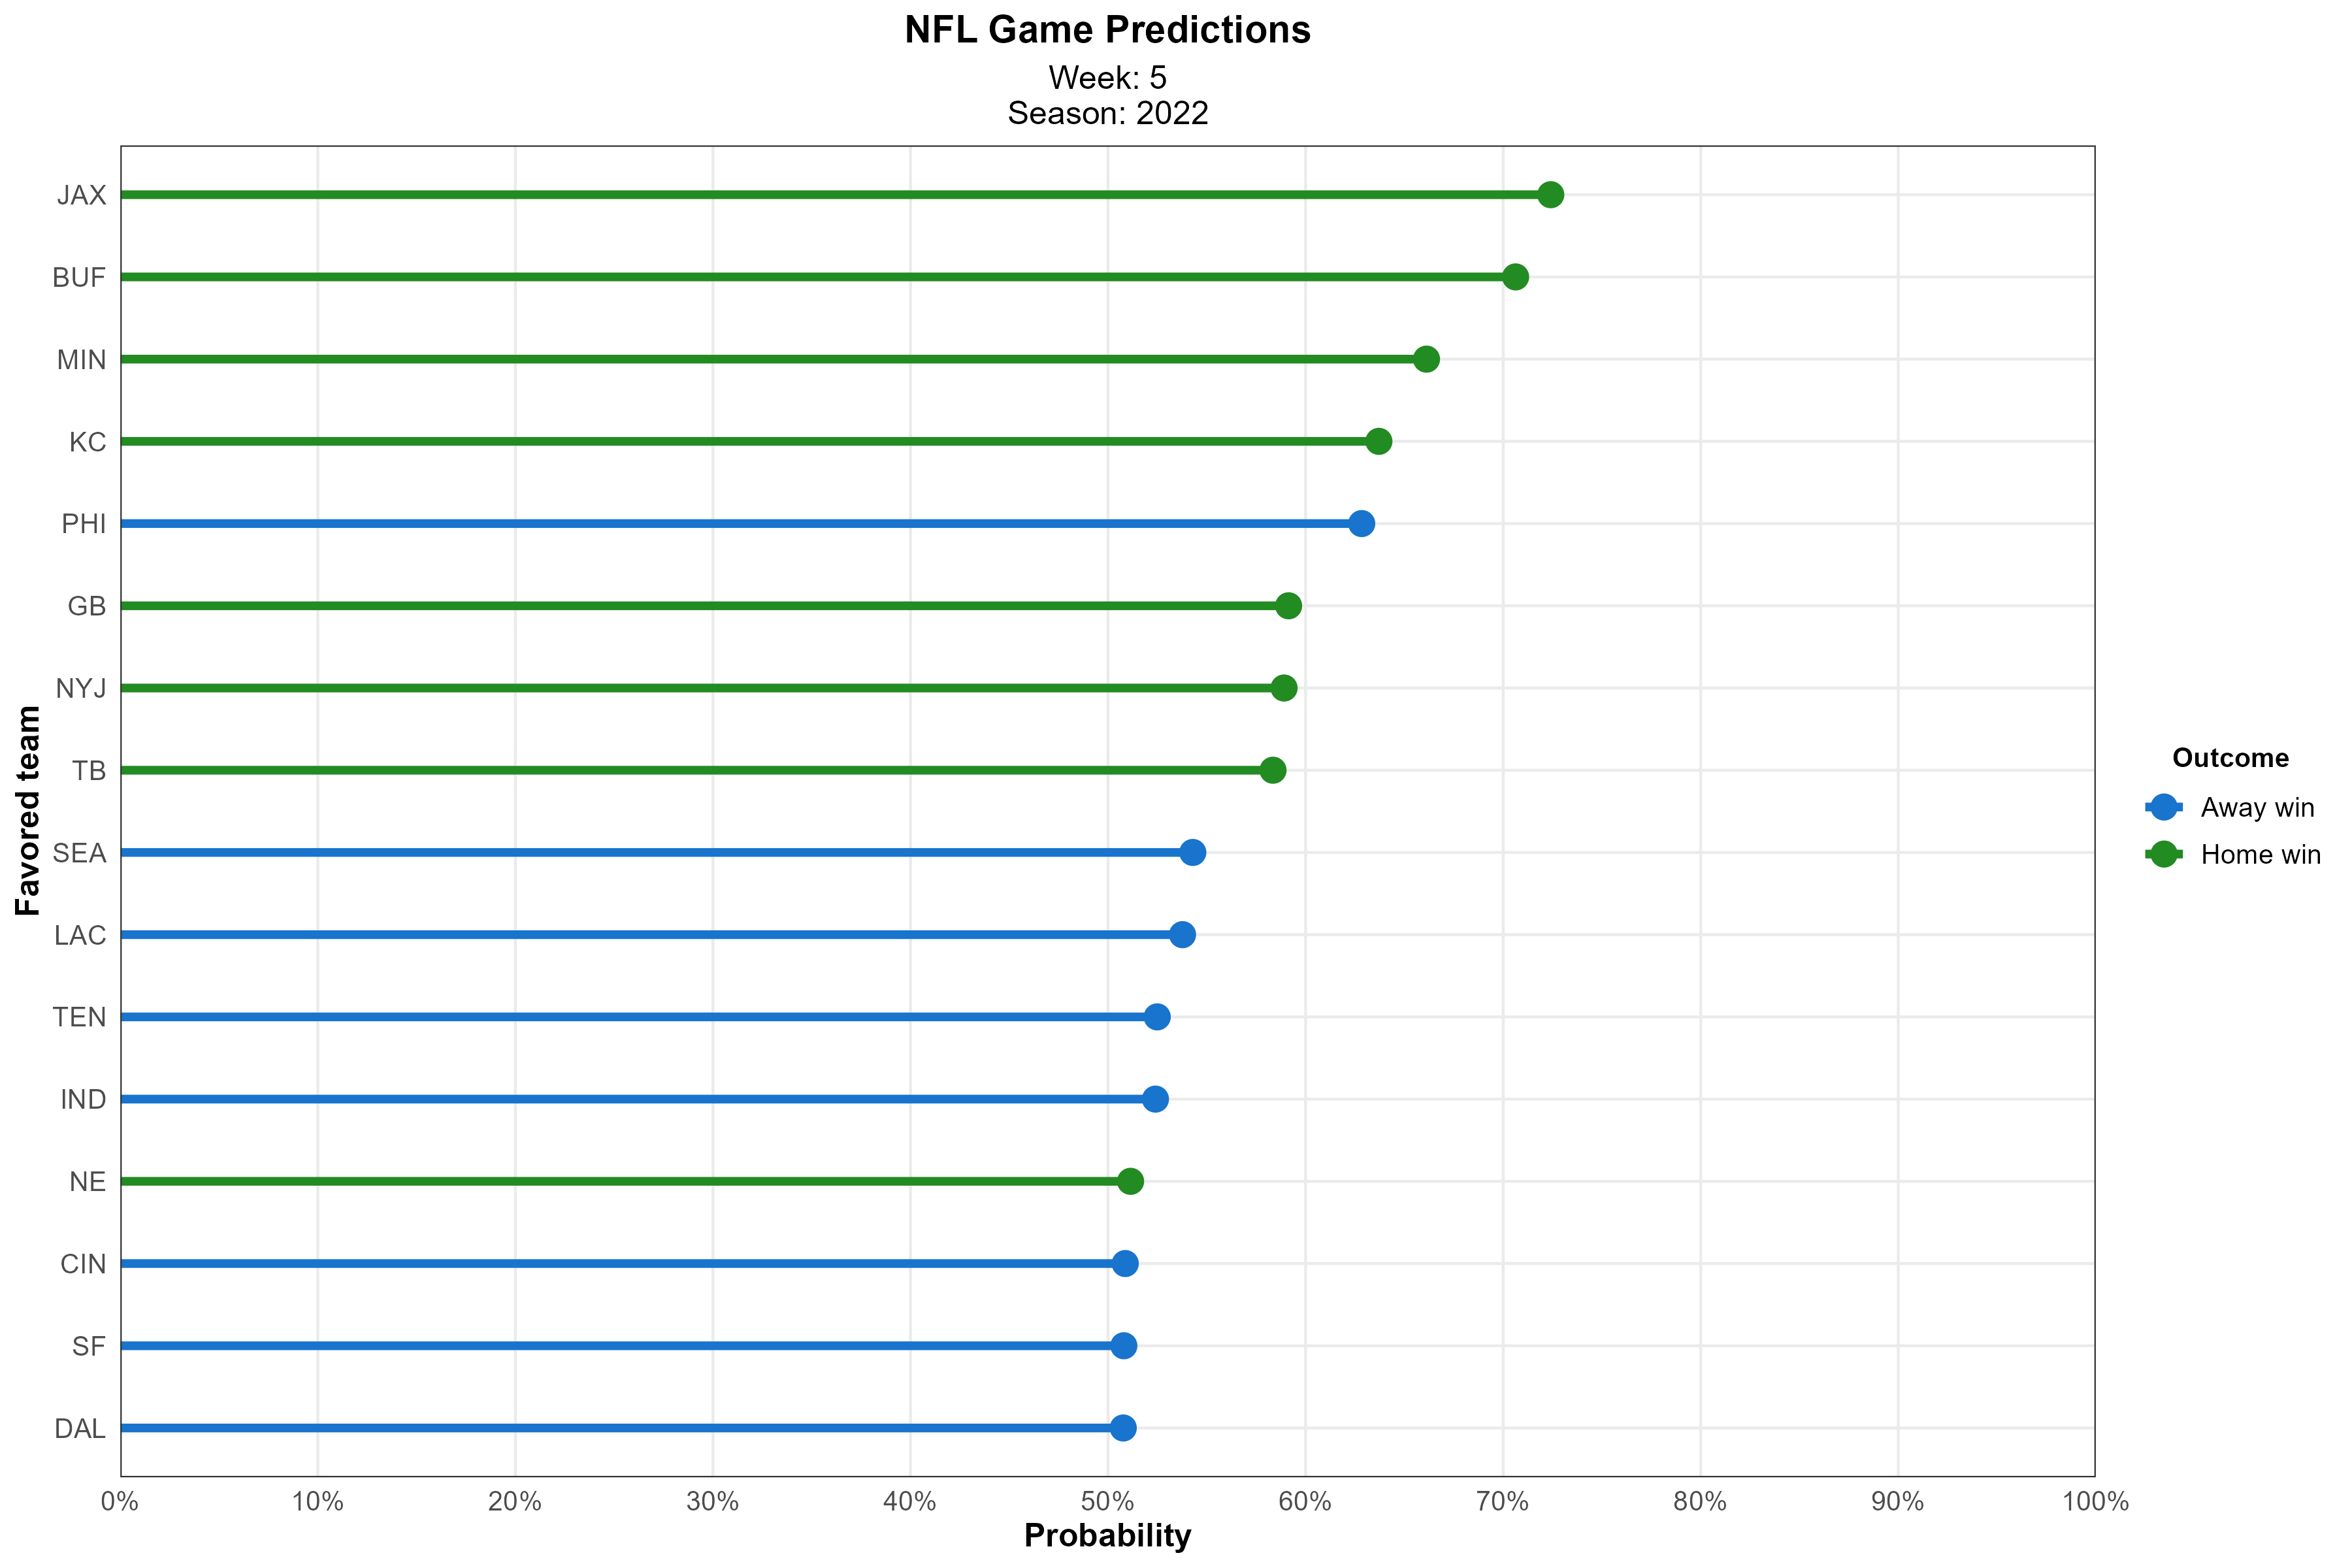 NFL Game Predictions
Week: 5
Season: 2022
Favored team
JAX
BUF
MIN
KC
PHI
GB
NYJ
TB
SEA
LAC
TEN
IND
NE
CIN
SF
DAL
0% 10% 20% 30% 40% 50% 60% 70% 80% 90% 100%
Probability
Outcome
Away win
Home win